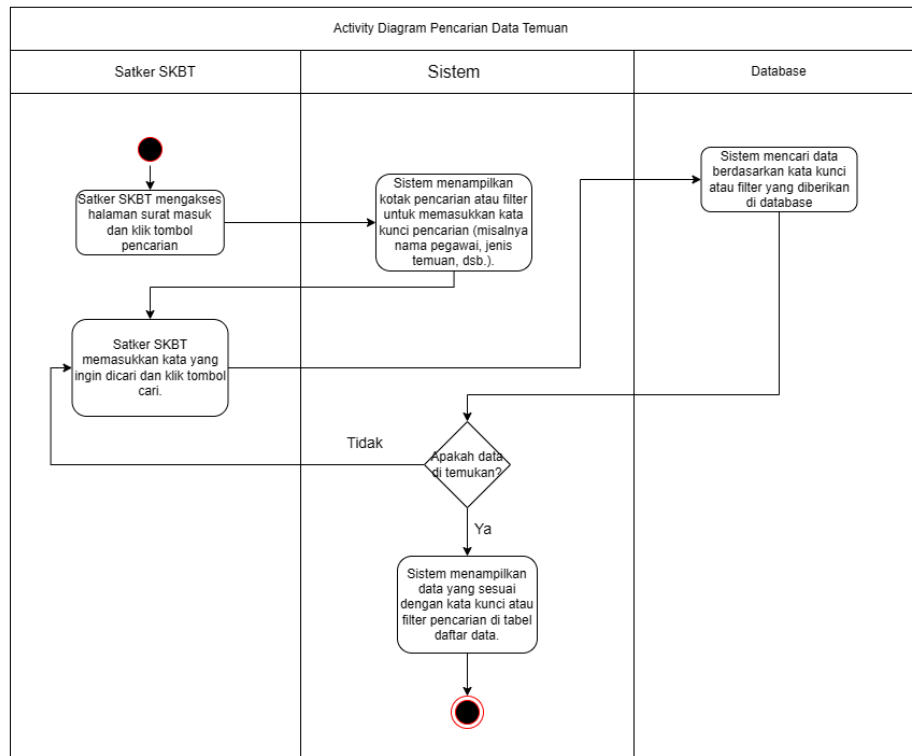 Activity Diagram Pencarian Data Temuan
Satker SKBT
Sistem
Database
Satker SKBT mengakses
halaman surat masuk
dan klik tombol
pencarian
Sistem menampilkan
kotak pencarian atau filter
untuk memasukkan kata
kunci pencarian (misalnya
nama pegawai, jenis
temuan, dsb.).
Sistem mencari data
berdasarkan kata kunci
atau filter yang diberikan
di database
Satker SKBT
memasukkan kata yang
ingin dicari dan klik tombol
cari.
Tidak
Apakah data
di temukan?
Ya
Sistem menampilkan
data yang sesuai
dengan kata kunci atau
filter pencarian di tabel
daftar data.